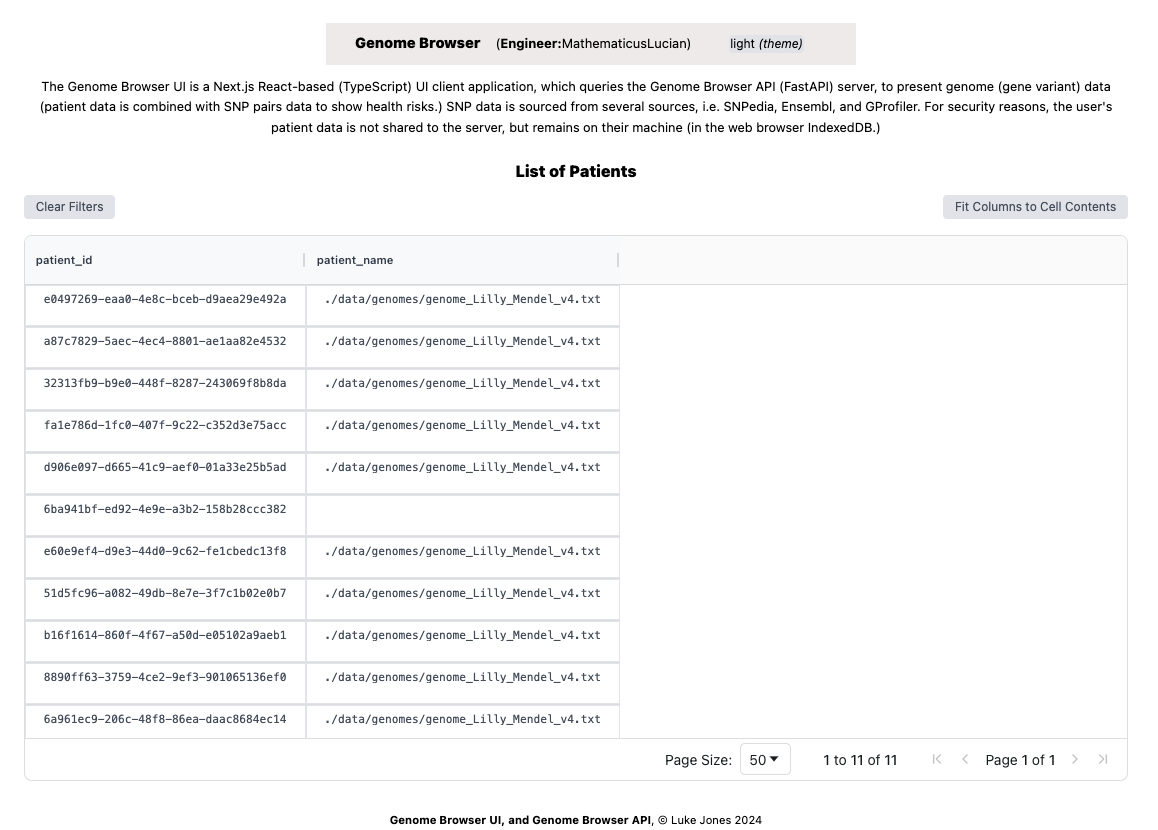 Genome Browser (Engineer:MathematicusLucian) light (theme)
The Genome Browser UI is a Next.js React-based (TypeScript) UI client application, which queries the Genome Browser API (FastAPI) server, to present genome (gene variant) data
(patient data is combined with SNP pairs data to show health risks.) SNP data is sourced from several sources, i.e. SNPedia, Ensembl, and GProfiler. For security reasons, the user's
patient data is not shared to the server, but remains on their machine (in the web browser IndexedDB.)
List of Patients
Clear Filters Fit Columns to Cell Contents
patient_id patient_name
e0497269-eaa0-4e8c-bceb-d9aea29e492a ./data/genomes/genome_Lilly_Mendel_v4.txt
a87c7829-5aec-4ec4-8801-ae1aa82e4532 ./data/genomes/genome_Lilly_Mendel_v4.txt
32313fb9-b9e0-448f-8287-243069f8b8da ./data/genomes/genome_Lilly_Mendel_v4.txt
fa1e786d-1fc0-407f-9c22-c352d3e75acc ./data/genomes/genome_Lilly_Mendel_v4.txt
d906e097-d665-41c9-aef0-01a33e25b5ad ./data/genomes/genome_Lilly_Mendel_v4.txt
6ba941bf-ed92-4e9e-a3b2-158b28ccc382
e60e9ef4-d9e3-44d0-9c62-fe1cbedc13f8 ./data/genomes/genome_Lilly_Mendel_v4.txt
51d5fc96-a082-49db-8e7e-3f7c1b02e0b7 ./data/genomes/genome_Lilly_Mendel_v4.txt
b16f1614-860f-4f67-a50d-e05102a9aeb1 ./data/genomes/genome_Lilly_Mendel_v4.txt
8890ff63-3759-4ce2-9ef3-901065136ef0 ./data/genomes/genome_Lilly_Mendel_v4.txt
6a961ec9-206c-48f8-86ea-daac8684ec14 ./data/genomes/genome_Lilly_Mendel_v4.txt
Page Size: 50 1 to 11 of 11 Page 1 of 1
Genome Browser UI, and Genome Browser API, © Luke Jones 2024